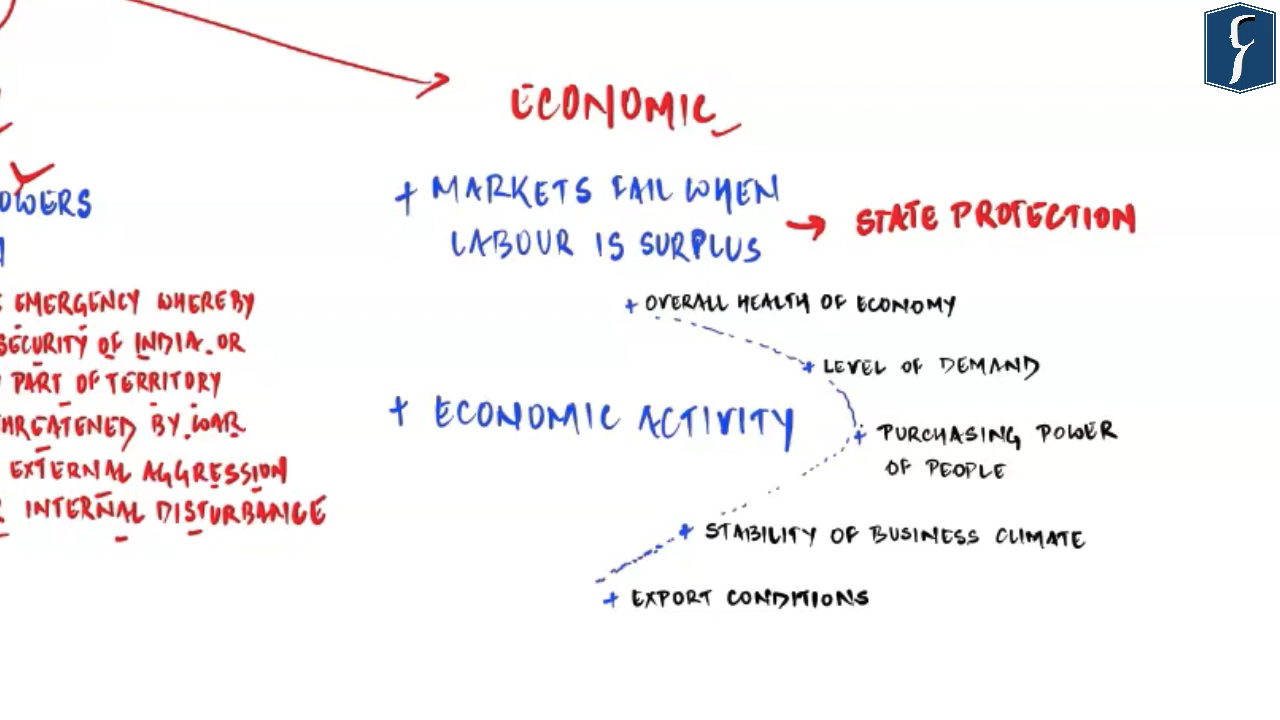 ECONOMIC
+ MARKETS FAIL WHEN
LABOUR IS SURPLUS
→ STATE PROTECTION
+ OVERALL HEALTH OF ECONOMY
+ LEVEL OF DEMAND
+ ECONOMIC ACTIVITY
+ PURCHASING POWER
OF PEOPLE
+ STABILITY OF BUSINESS CLIMATE
+ EXPORT CONDITIONS
OWERS
EMERGENCY WHEREBY
SECURITY OF INDIA OR
PART OF TERRITORY
HREATENED BY WAR
EXTERNAL AGGRESSION
INTERNAL DISTURBANCE